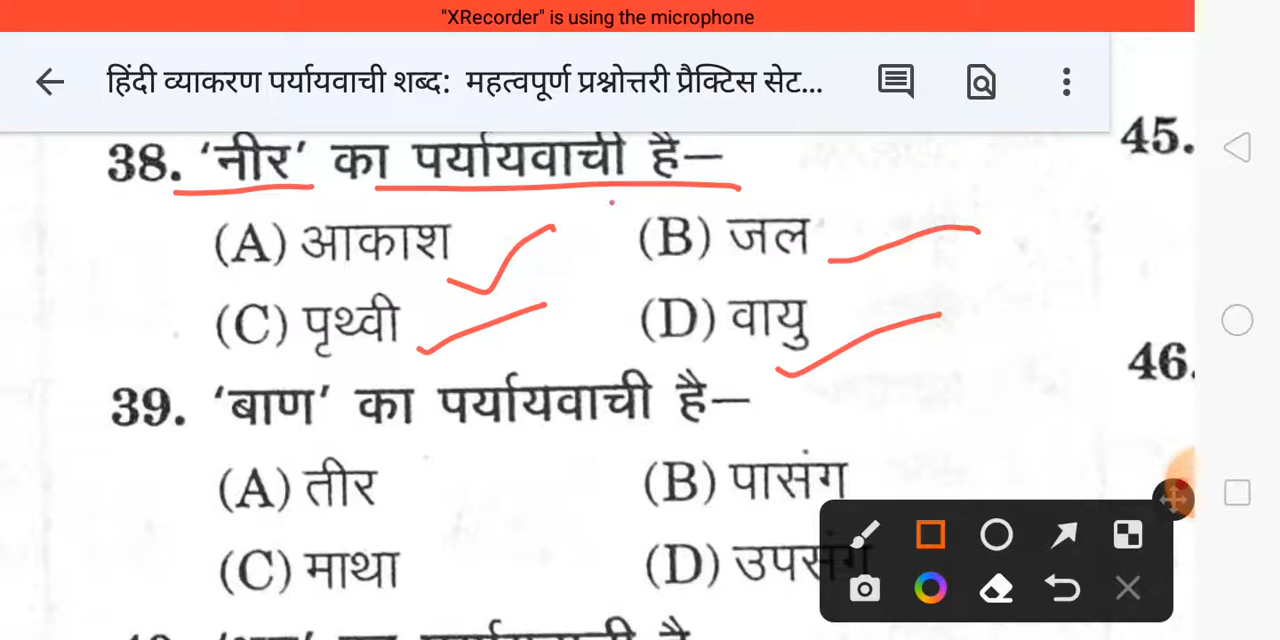 "XRecorder" is using the microphone
हिंदी व्याकरण पर्यायवाची शब्द: महत्वपूर्ण प्रश्नोत्तरी प्रैक्टिस सेट...
38. 'नीर' का पर्यायवाची है—
(A) आकाश (B) जल
(C) पृथ्वी (D) वायु
39. 'बाण' का पर्यायवाची है—
(A) तीर (B) पासंग
(C) माथा (D) उपसंग
45.
46.